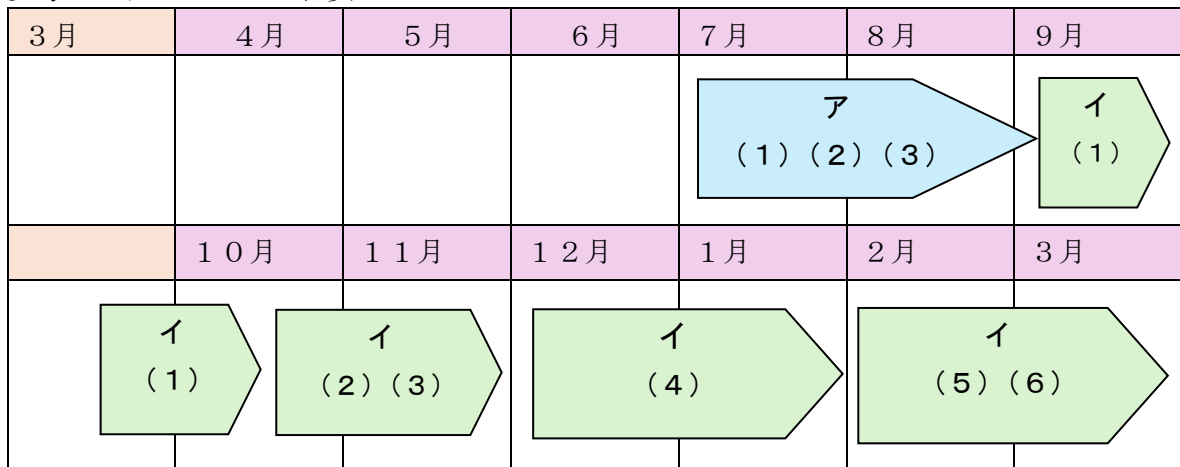 ３月 ４月 ５月 ６月 ７月 ８月 ９月
ア
（１）（２）（３）
イ
（１）
１０月 １１月 １２月 １月 ２月 ３月
イ
（１）
イ
（２）（３）
イ
（４）
イ
（５）（６）